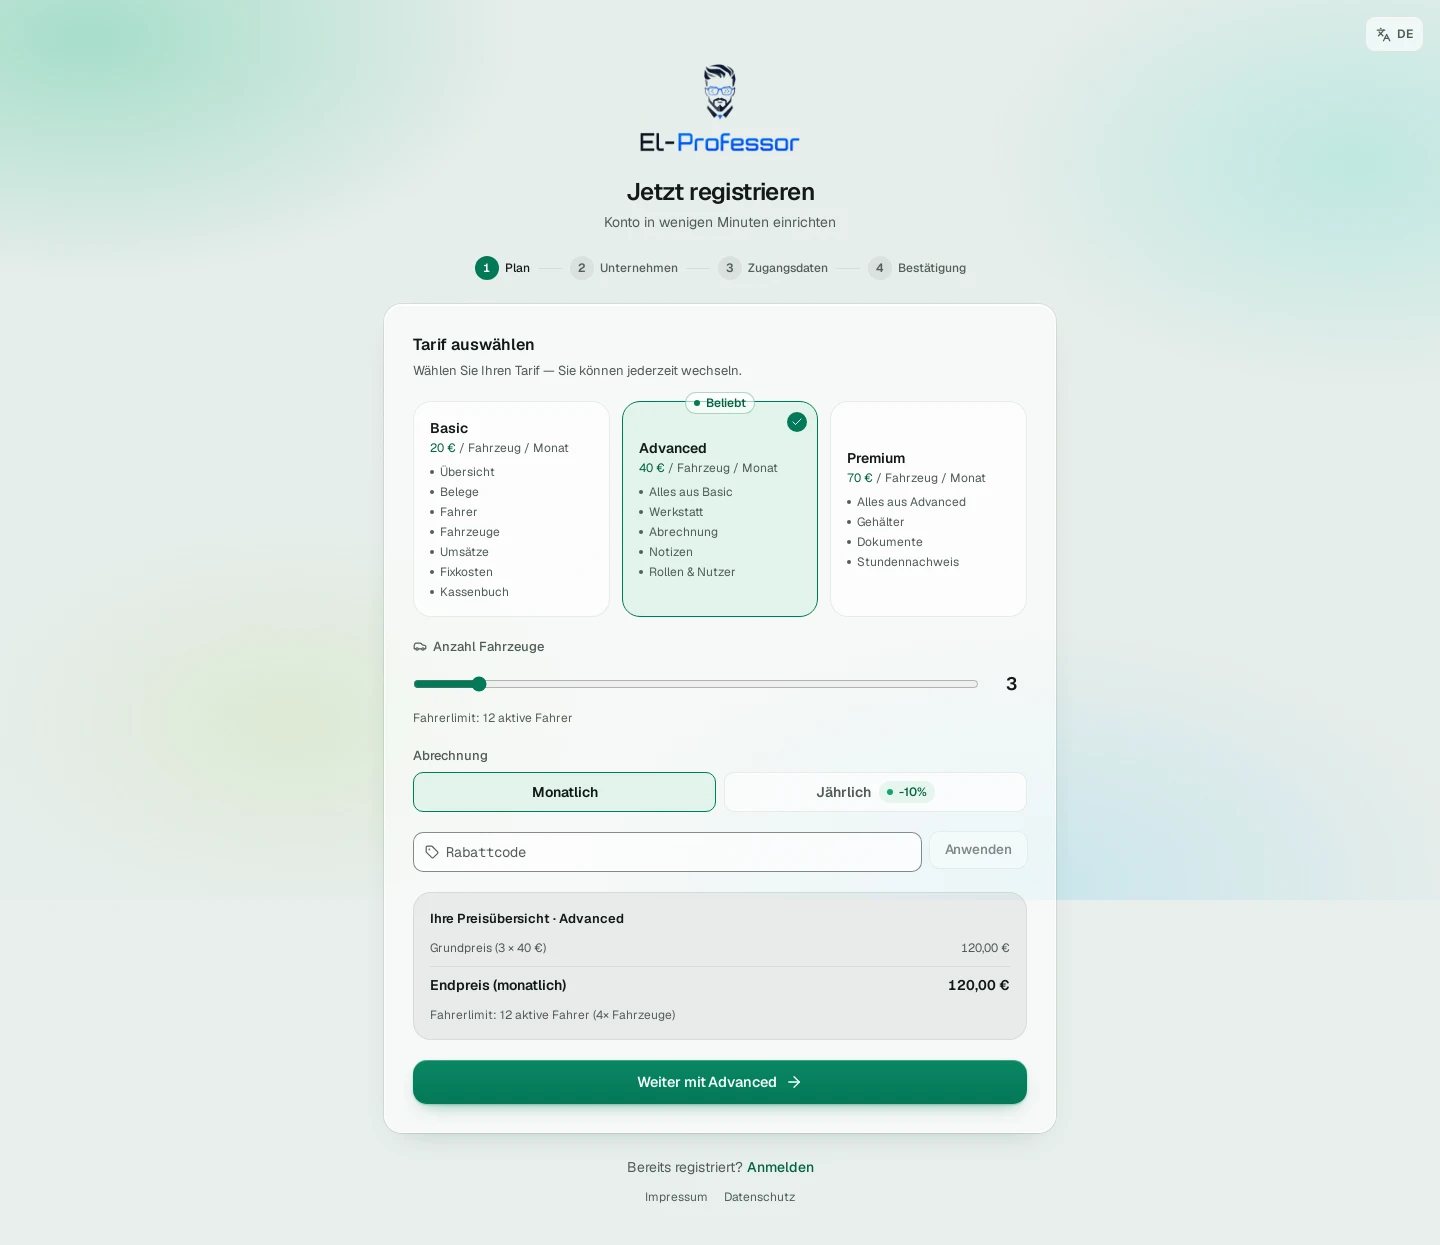 DE
El-Professor
Jetzt registrieren
Konto in wenigen Minuten einrichten
1 Plan 2 Unternehmen 3 Zugangsdaten 4 Bestätigung
Tarif auswählen
Wählen Sie Ihren Tarif — Sie können jederzeit wechseln.
Basic
20 € / Fahrzeug / Monat
• Übersicht
• Belege
• Fahrer
• Fahrzeuge
• Umsätze
• Fixkosten
• Kassenbuch
Beliebt
Advanced
40 € / Fahrzeug / Monat
• Alles aus Basic
• Werkstatt
• Abrechnung
• Notizen
• Rollen & Nutzer
Premium
70 € / Fahrzeug / Monat
• Alles aus Advanced
• Gehälter
• Dokumente
• Stundennachweis
Anzahl Fahrzeuge
3
Fahrerlimit: 12 aktive Fahrer
Abrechnung
Monatlich
Jährlich -10%
Rabattcode
Anwenden
Ihre Preisübersicht · Advanced
Grundpreis (3 × 40 €) 120,00 €
Endpreis (monatlich) 120,00 €
Fahrerlimit: 12 aktive Fahrer (4× Fahrzeuge)
Weiter mit Advanced
Bereits registriert? Anmelden
Impressum Datenschutz